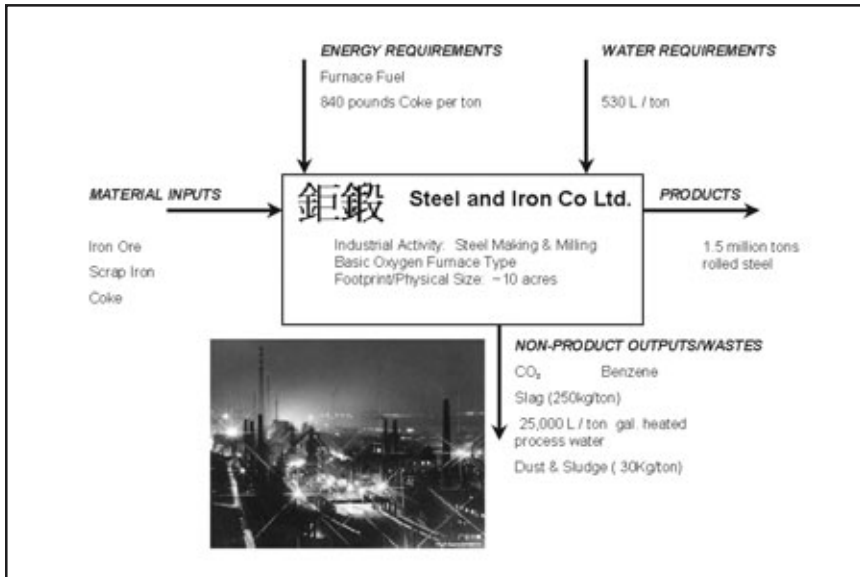 ENERGY REQUIREMENTS
Furnace Fuel
840 pounds Coke per ton
WATER REQUIREMENTS
530 L / ton
MATERIAL INPUTS
Iron Ore
Scrap Iron
Coke
鉅鍛 Steel and Iron Co Ltd.
Industrial Activity: Steel Making & Milling
Basic Oxygen Furnace Type
Footprint/Physical Size: ~10 acres
PRODUCTS
1.5 million tons
rolled steel
NON-PRODUCT OUTPUTS/WASTES
CO₂ Benzene
Slag (250kg/ton)
25,000 L / ton gal. heated
process water
Dust & Sludge ( 30Kg/ton)